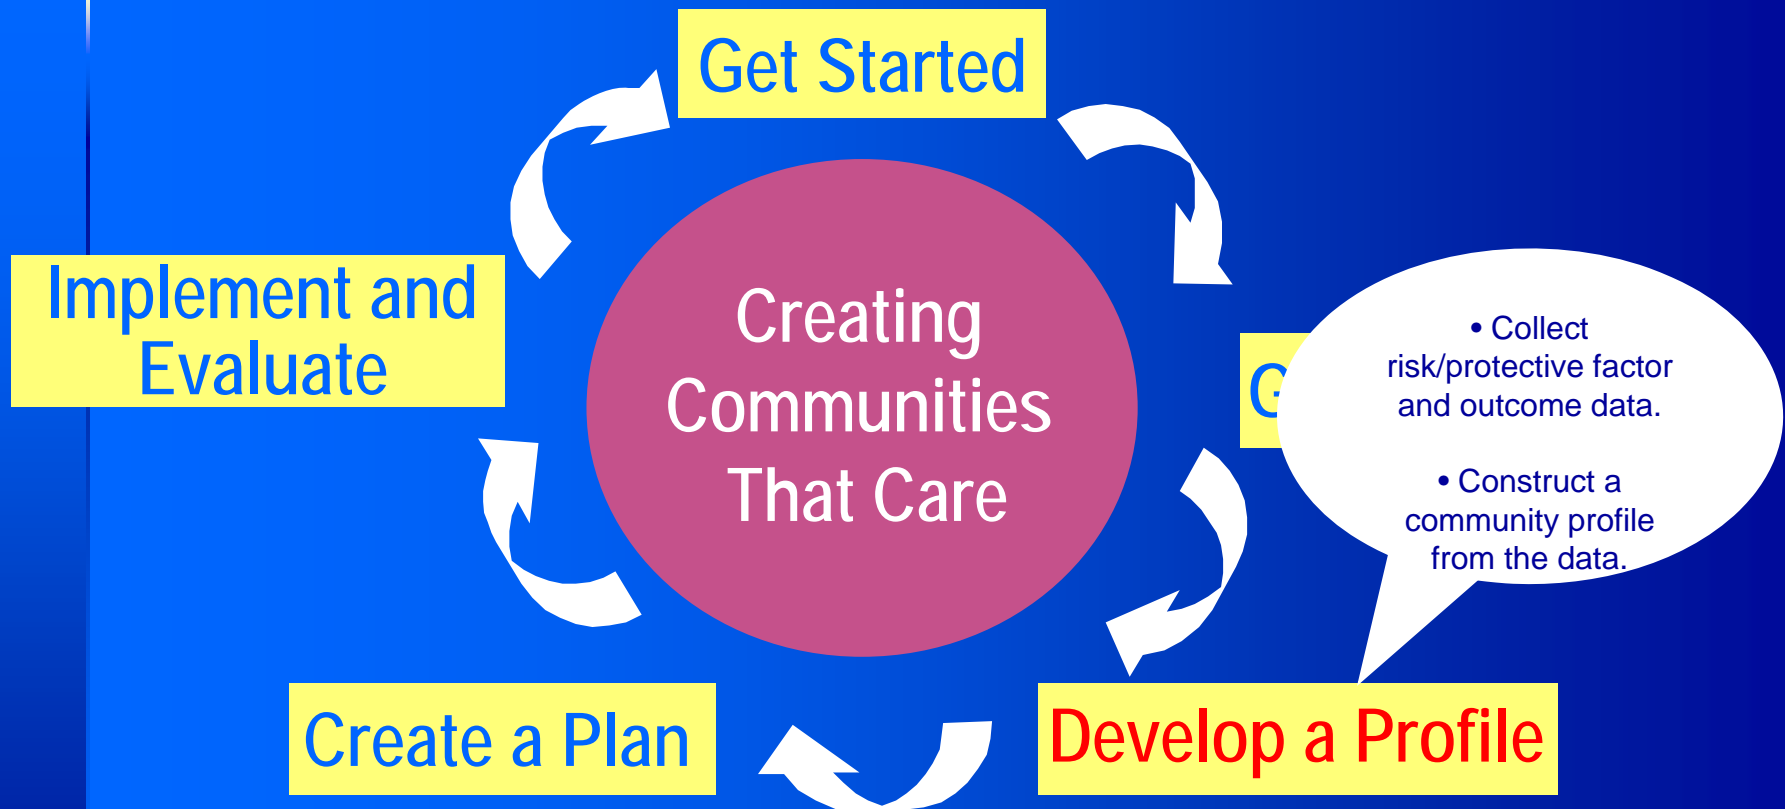 Get Started
Implement and
Evaluate
Creating
Communities
That Care
G
• Collect
risk/protective factor
and outcome data.
• Construct a
community profile
from the data.
Create a Plan
Develop a Profile